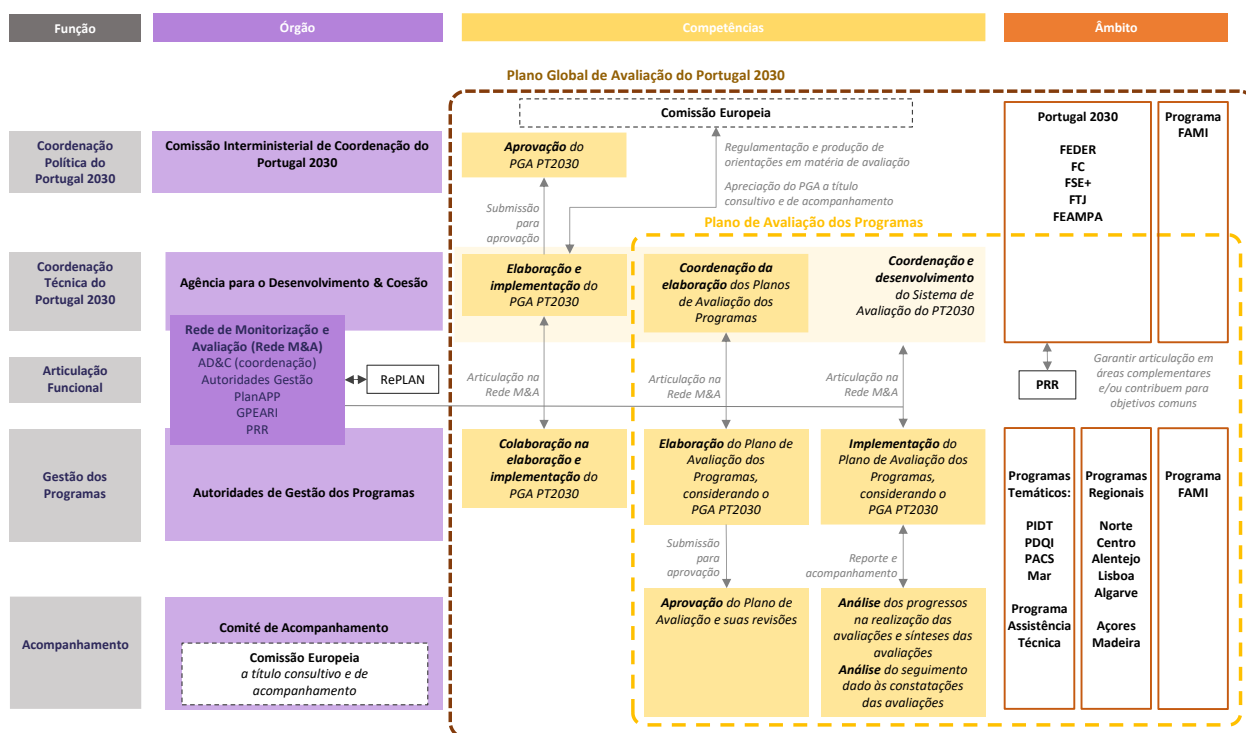 Função
Órgão
Competências
Âmbito
Plano Global de Avaliação do Portugal 2030
Comissão Europeia
Coordenação
Política do
Portugal 2030
Comissão Interministerial de Coordenação do
Portugal 2030
Aprovação do
PGA PT2030
Regulamentação e produção de
orientações em matéria de avaliação
Apreciação do PGA a título
consultivo e de acompanhamento
Submissão
para
aprovação
Portugal 2030
FEDER
FC
FSE+
FTJ
FEAMPA
Programa
FAMI
Plano de Avaliação dos Programas
Coordenação
Técnica do
Portugal 2030
Agência para o Desenvolvimento & Coesão
Elaboração e
implementação do
PGA PT2030
Coordenação da
elaboração dos Planos
de Avaliação dos
Programas
Coordenação e
desenvolvimento
do Sistema de
Avaliação do PT2030
Articulação
Funcional
Rede de Monitorização e
Avaliação (Rede M&A)
AD&C (coordenação)
Autoridades Gestão
PlanAPP
GPEARI
PRR
RePLAN
Articulação na
Rede M&A
Articulação na
Rede M&A
Articulação na
Rede M&A
PRR
Garantir articulação em
áreas complementares
e/ou contribuem para
objetivos comuns
Gestão dos
Programas
Autoridades de Gestão dos Programas
Colaboração na
elaboração e
implementação do
PGA PT2030
Elaboração do Plano de
Avaliação dos
Programas,
considerando o
PGA PT2030
Implementação do
Plano de Avaliação dos
Programas,
considerando o
PGA PT2030
Submissão
para
aprovação
Reporte e
acompanhamento
Programas
Temáticos:
PIDT
PDQI
PACS
Mar
Programa
Assistência
Técnica
Programas
Regionais
Norte
Centro
Alentejo
Lisboa
Algarve
Açores
Madeira
Programa
FAMI
Acompanhamento
Comité de Acompanhamento
Comissão Europeia
a título consultivo e de
acompanhamento
Aprovação do Plano de
Avaliação e suas revisões
Análise dos progressos
na realização das
avaliações e sínteses das
avaliações
Análise do seguimento
dado às constatações
das avaliações